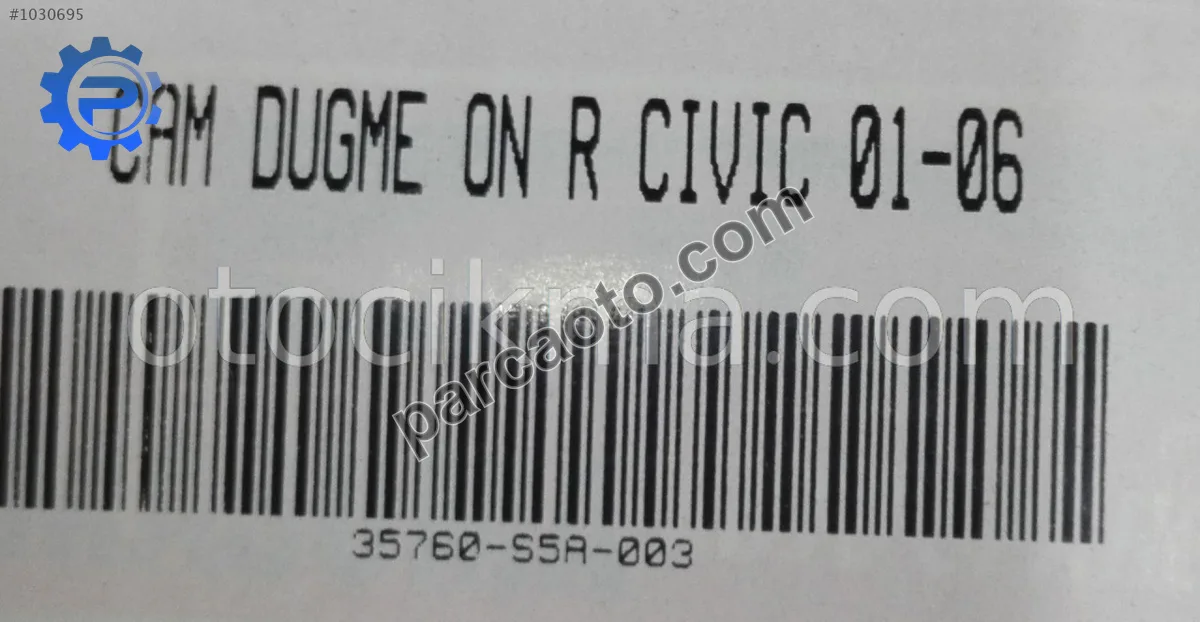 #1030695
CAM DUGME ON R CIVIC 01-06
otocikma.com
parcaoto.com
35760-S5A-003